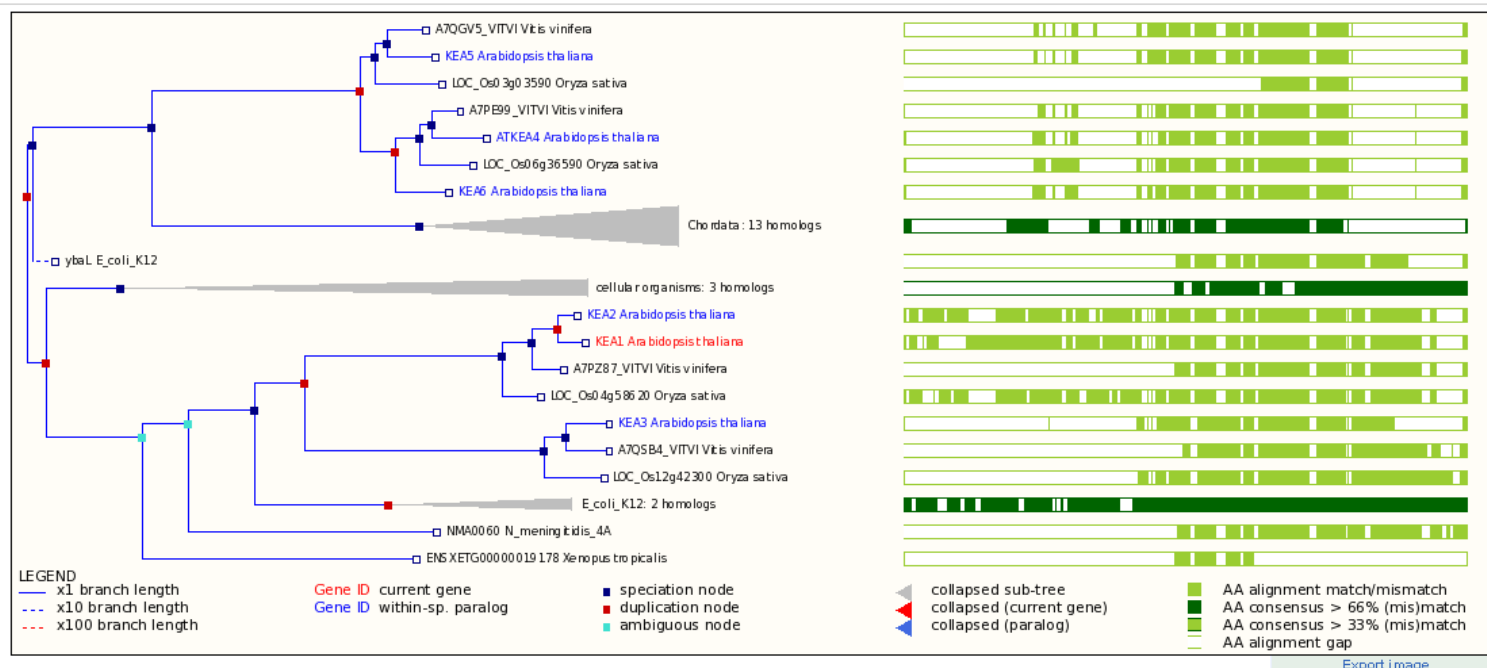 A7QGV5_VITVI Vitis vinifera
KEA5 Arabidopsis thaliana
LOC_Os03g03590 Oryza sativa
A7PE99_VITVI Vitis vinifera
ATKEA4 Arabidopsis thaliana
LOC_Os06g36590 Oryza sativa
KEA6 Arabidopsis thaliana
Chordata: 13 homologs
ybaL E_coli_K12
cellular organisms: 3 homologs
KEA2 Arabidopsis thaliana
KEA1 Arabidopsis thaliana
A7PZ87_VITVI Vitis vinifera
LOC_Os04g58620 Oryza sativa
KEA3 Arabidopsis thaliana
A7QSB4_VITVI Vitis vinifera
LOC_Os12g42300 Oryza sativa
E_coli_K12: 2 homologs
NMA0060 N_meningitidis_4A
ENSXETG00000019178 Xenopus tropicalis
LEGEND
x1 branch length
x10 branch length
x100 branch length
Gene ID current gene
Gene ID within-sp. paralog
speciation node
duplication node
ambiguous node
collapsed sub-tree
collapsed (current gene)
collapsed (paralog)
AA alignment match/mismatch
AA consensus > 66% (mis)match
AA consensus > 33% (mis)match
AA alignment gap
Export image